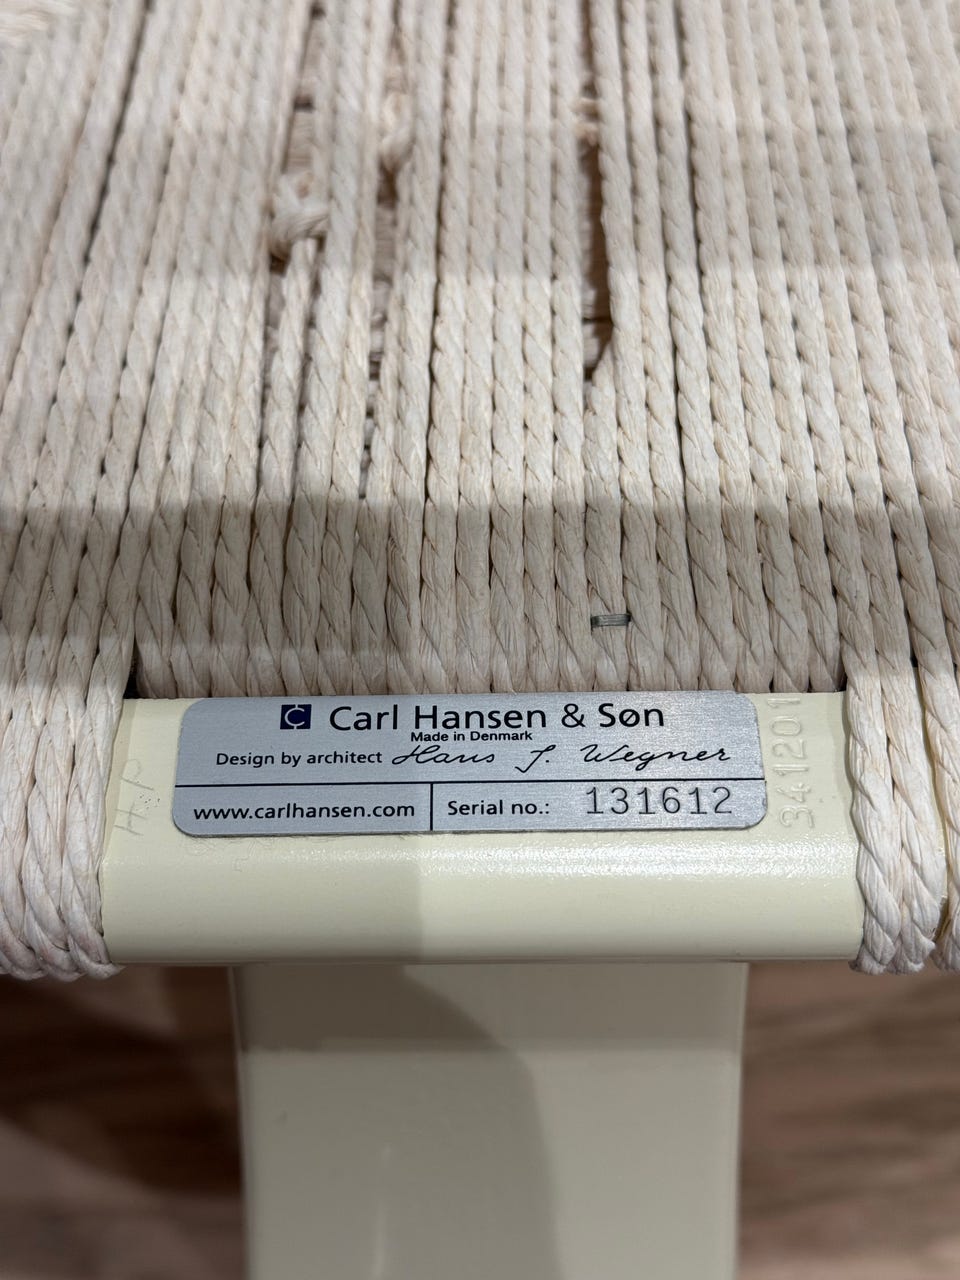 Carl Hansen & Søn
Made in Denmark
Design by architect Hans J. Wegner
www.carlhansen.com
Serial no.: 131612
341201
H.P